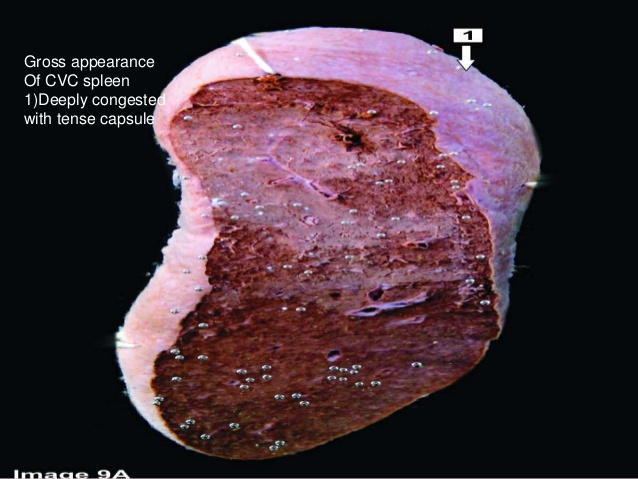 1
Gross appearance
Of CVC spleen
1)Deeply congested
with tense capsule
Image 9A